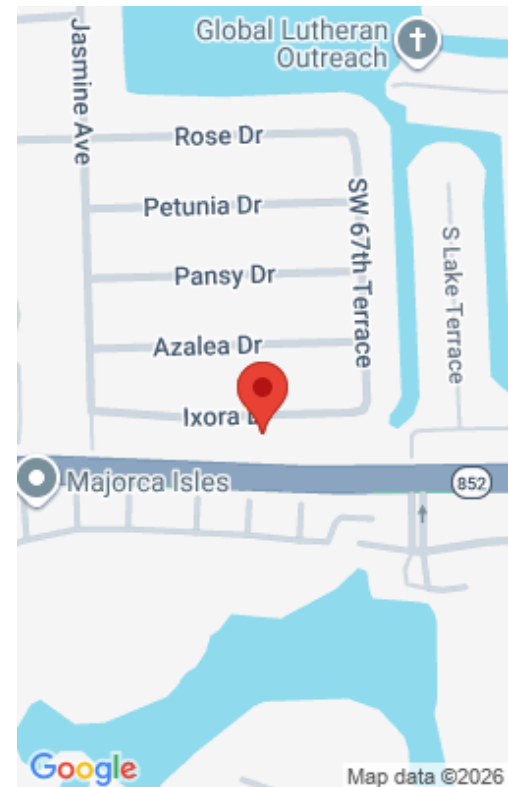 Global Lutheran
Outreach
Jasmine Ave
Rose Dr
Petunia Dr
SW 67th Terrace
S Lake Terrace
Pansy Dr
Azalea Dr
Ixora
Majorca Isles
852
Google
Map data ©2026